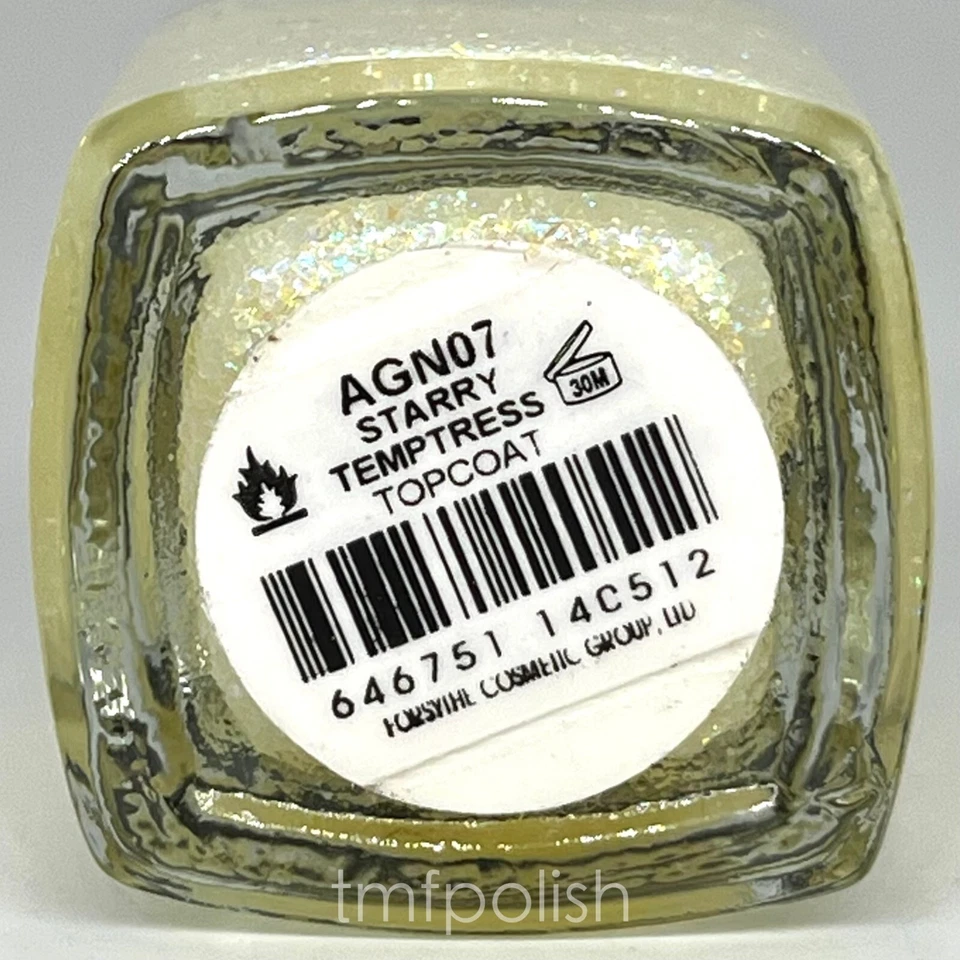 AGN07
STARRY
TEMPTRESS
TOPCOAT
30M
646751 14C512
FORSYTHE COSMETIC GROUP, LTD
tmfpolish